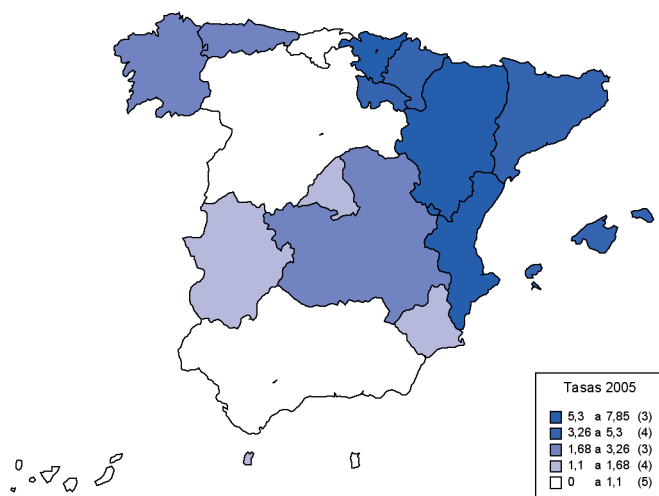 Tasas 2005
5,3 a 7,85 (3)
3,26 a 5,3 (4)
1,68 a 3,26 (3)
1,1 a 1,68 (4)
0 a 1,1 (5)